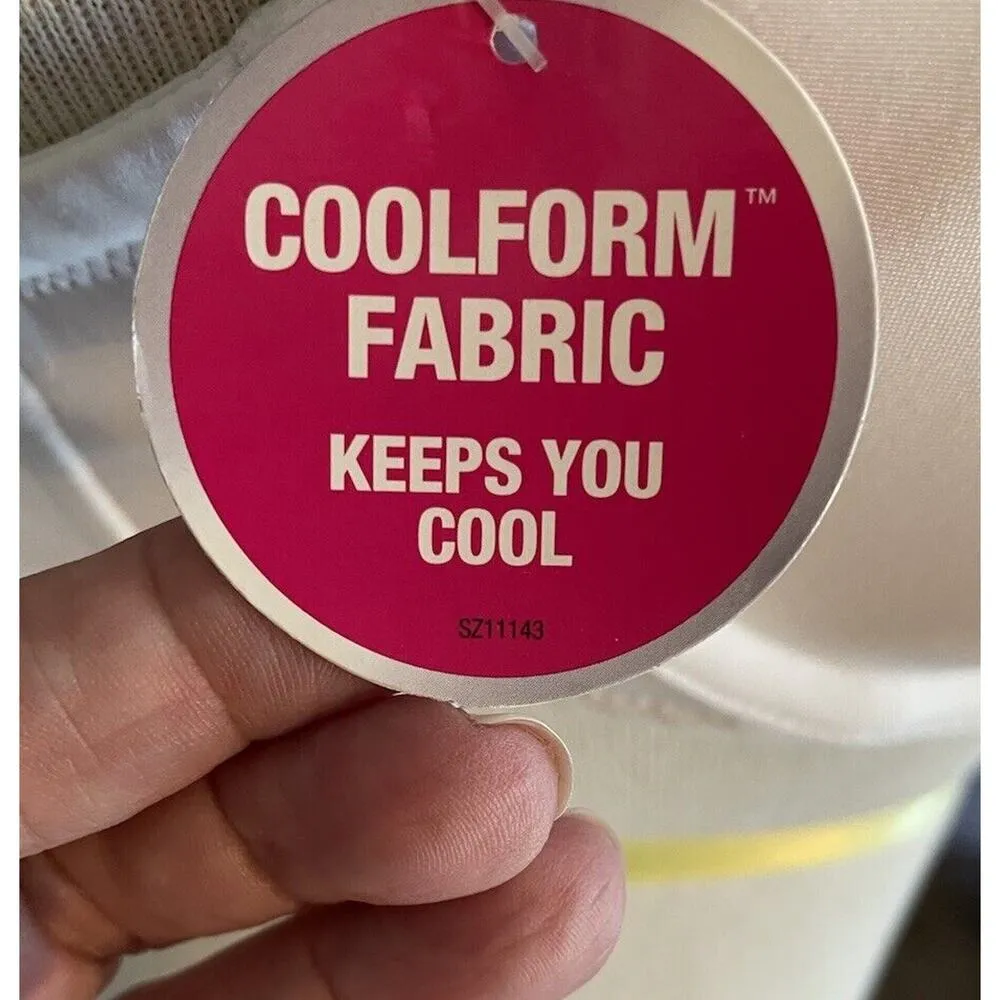 COOLFORM™
FABRIC
KEEPS YOU
COOL
SZ11143